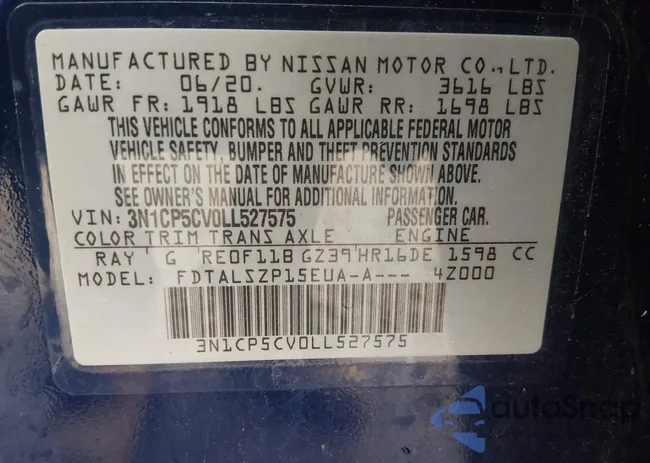 MANUFACTURED BY NISSAN MOTOR CO., LTD.
DATE: 06/20. GVWR: 3616 LBS
GAWR FR: 1918 LBS GAWR RR: 1698 LBS
THIS VEHICLE CONFORMS TO ALL APPLICABLE FEDERAL MOTOR
VEHICLE SAFETY, BUMPER AND THEFT PREVENTION STANDARDS
IN EFFECT ON THE DATE OF MANUFACTURE SHOWN ABOVE.
SEE OWNER'S MANUAL FOR ADDITIONAL INFORMATION.
VIN: 3N1CP5CV0LL527575 PASSENGER CAR.
COLOR TRIM TRANS AXLE ENGINE
RAY G RE0F11B GZ39 HR16DE 1598 CC
MODEL: FDTALSZP15EUA-A--- 4Z000
3N1CP5CV0LL527575
autoSnap